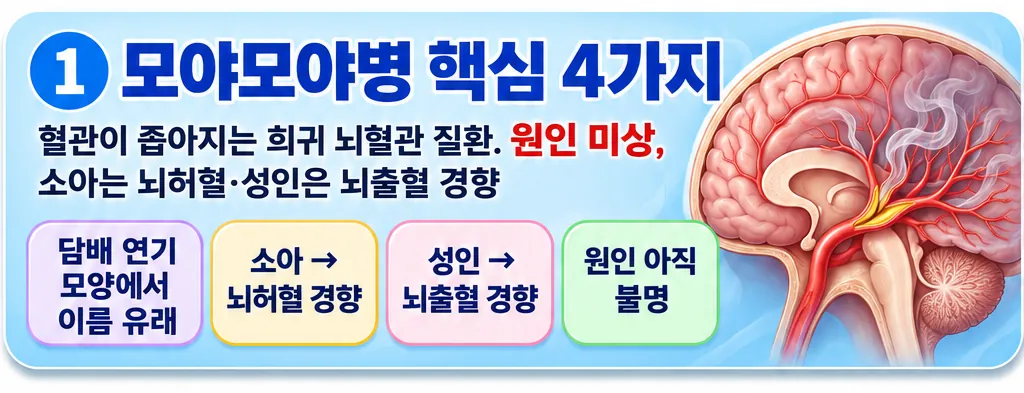 1 모야모야병 핵심 4가지
혈관이 좁아지는 희귀 뇌혈관 질환. 원인 미상,
소아는 뇌허혈·성인은 뇌출혈 경향
담배 연기
모양에서
이름 유래
소아 →
뇌허혈 경향
성인 →
뇌출혈 경향
원인 아직
불명